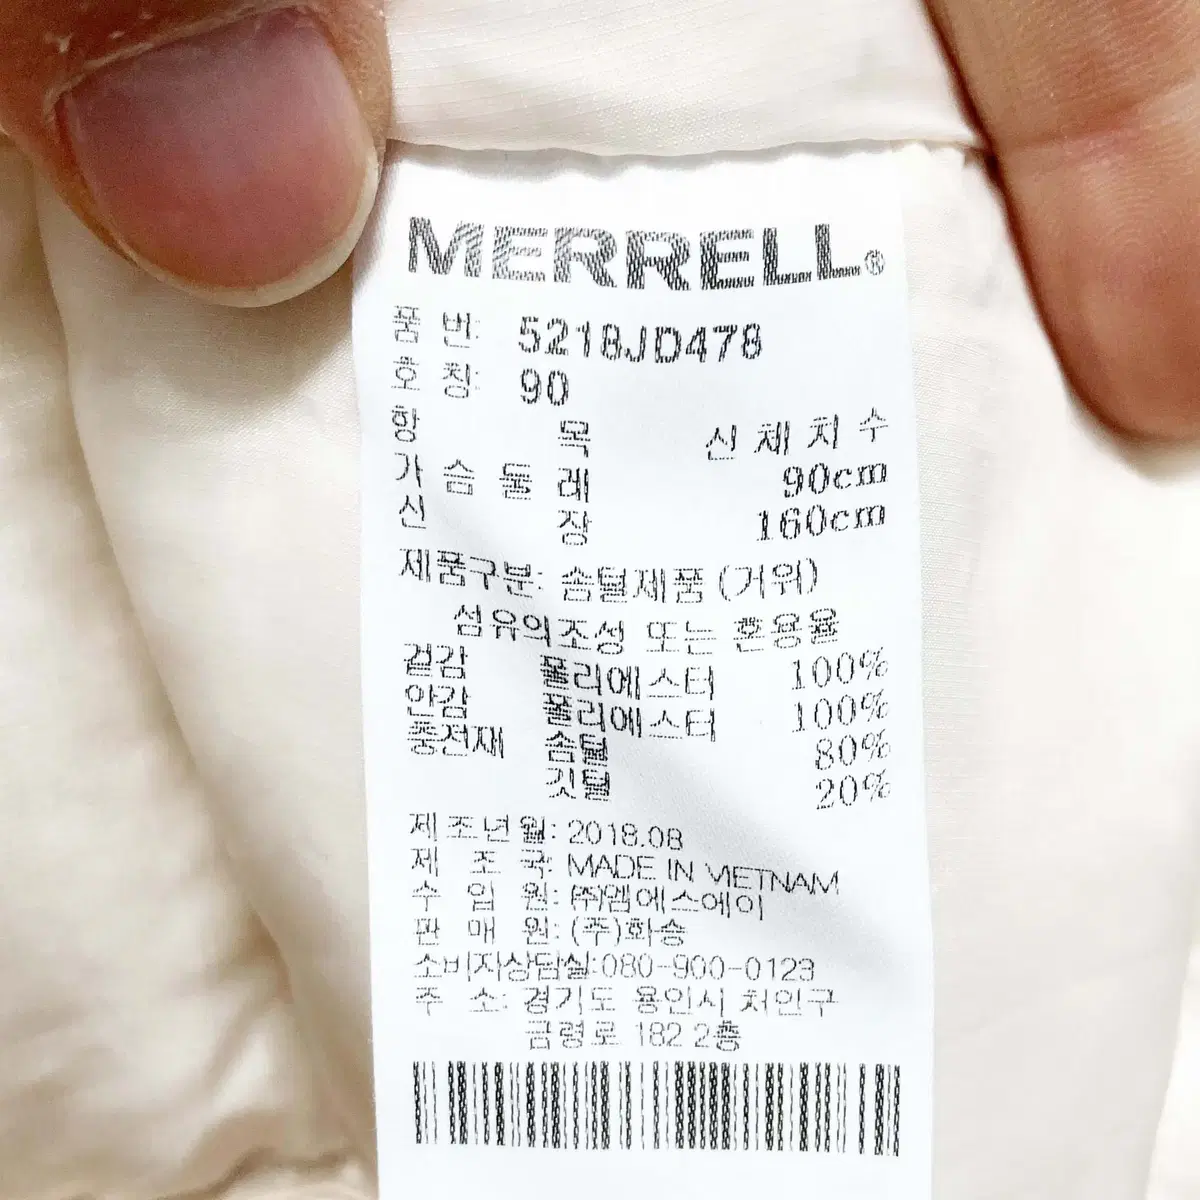 MERRELL®
품 번: 5218JD478
호 칭: 90
항 목 신체치수
가슴둘레 90cm
신 장 160cm
제품구분: 솜털제품 (거위)
섬유의조성 또는 혼용율
겉감 폴리에스터 100%
안감 폴리에스터 100%
충전재 솜털 80%
깃털 20%
제조년월: 2018.08
제 조 국: MADE IN VIETNAM
수 입 원: (주)엠에스에이
판 매 원: (주)화승
소비자상담실:080-900-0123
주 소: 경기도 용인시 처인구
금령로 182 2층